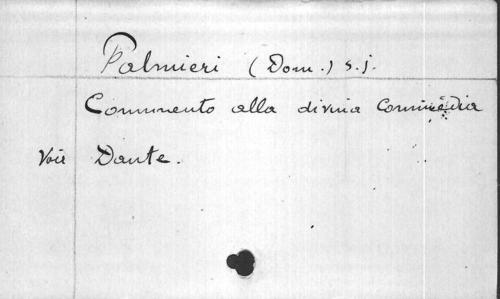 Palmieri (Dom.) s.j.
Commento alla divina Commedia
Voir Dante.